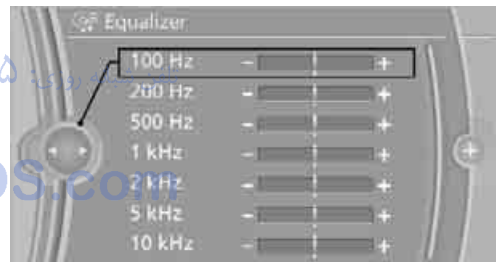 Equalizer
100 Hz - +
200 Hz - +
500 Hz - +
1 kHz - +
2 kHz - +
5 kHz - +
10 kHz - +